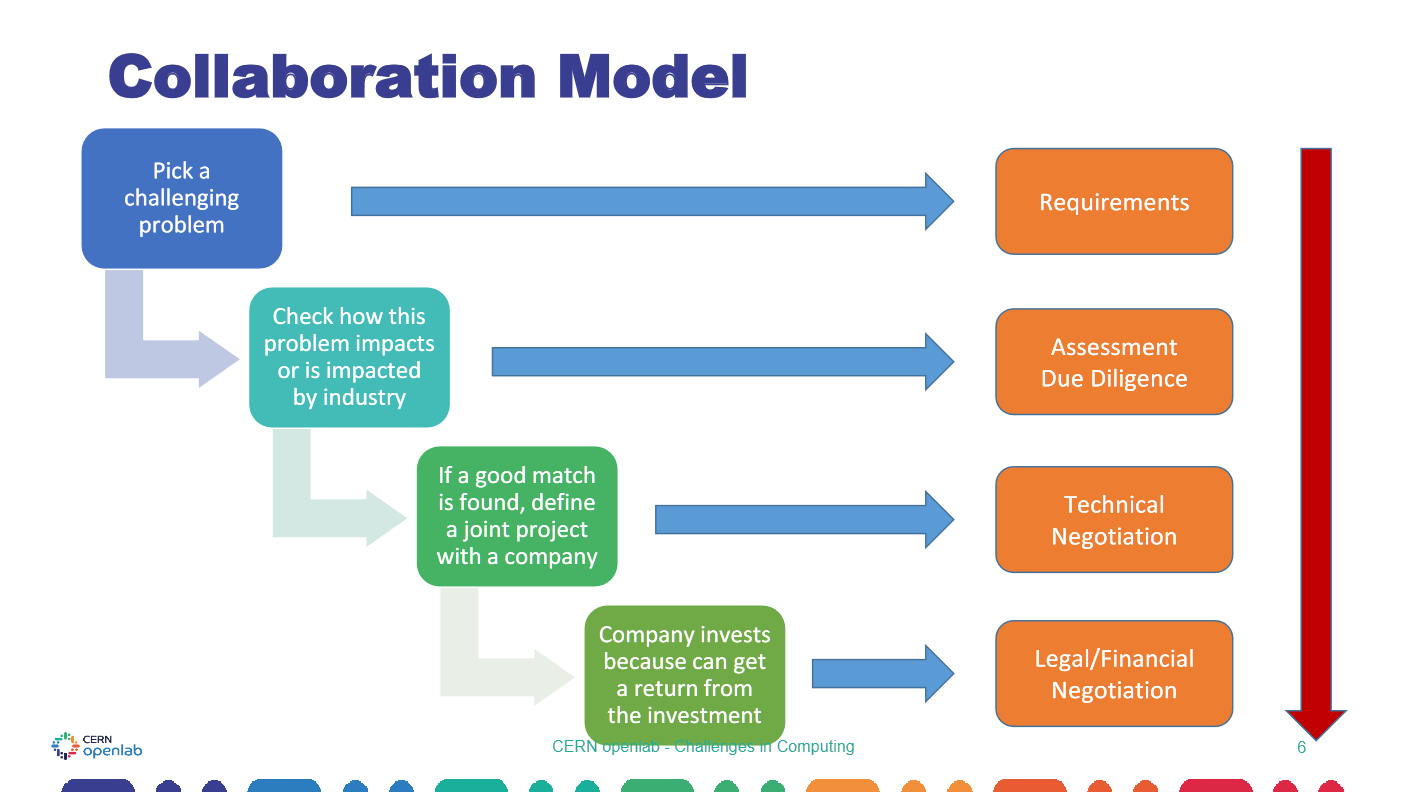 Collaboration Model
Pick a
challenging
problem
Requirements
Check how this
problem impacts
or is impacted
by industry
Assessment
Due Diligence
If a good match
is found, define
a joint project
with a company
Technical
Negotiation
Company invests
because can get
a return from
the investment
Legal/Financial
Negotiation
CERN
openlab
CERN openlab - Challenges in Computing
6